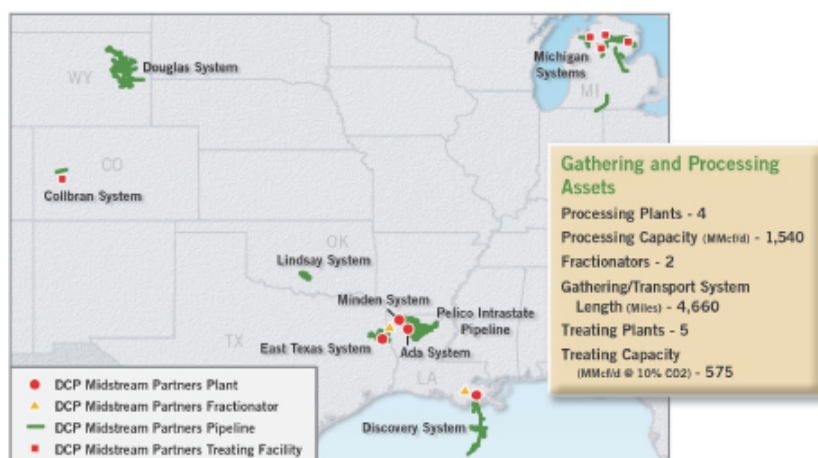 WY
Douglas System
Michigan
Systems
MI
CO
Collbran System
OK
Lindsay System
Minden System
Pelico Intrastate
Pipeline
TX
East Texas System
Ada System
LA
Discovery System
DCP Midstream Partners Plant
DCP Midstream Partners Fractionator
DCP Midstream Partners Pipeline
DCP Midstream Partners Treating Facility
Gathering and Processing
Assets
Processing Plants - 4
Processing Capacity (MMcf/d) - 1,540
Fractionators - 2
Gathering/Transport System
Length (Miles) - 4,660
Treating Plants - 5
Treating Capacity
(MMcf/d @ 10% CO2) - 575